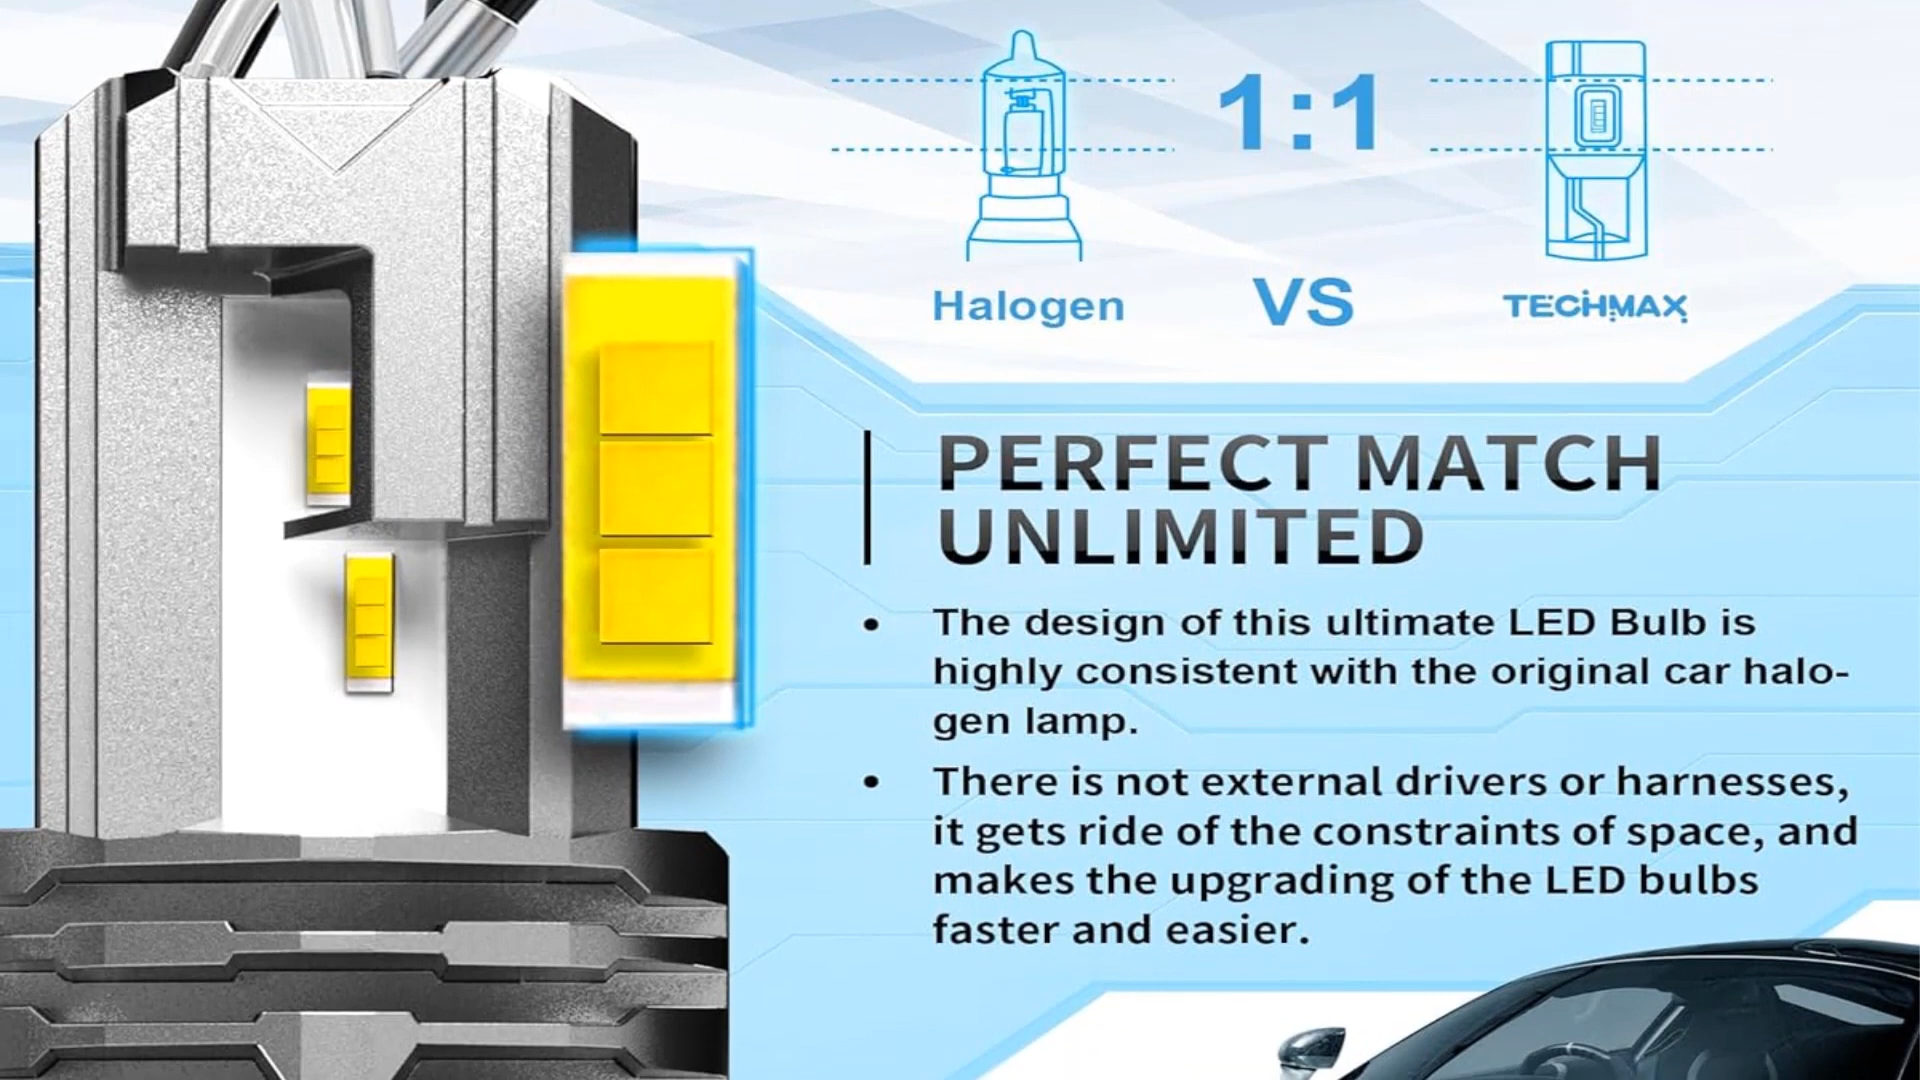 1:1
Halogen VS TECHMAX
PERFECT MATCH
UNLIMITED
• The design of this ultimate LED Bulb is
highly consistent with the original car halo-
gen lamp.
• There is not external drivers or harnesses,
it gets ride of the constraints of space, and
makes the upgrading of the LED bulbs
faster and easier.